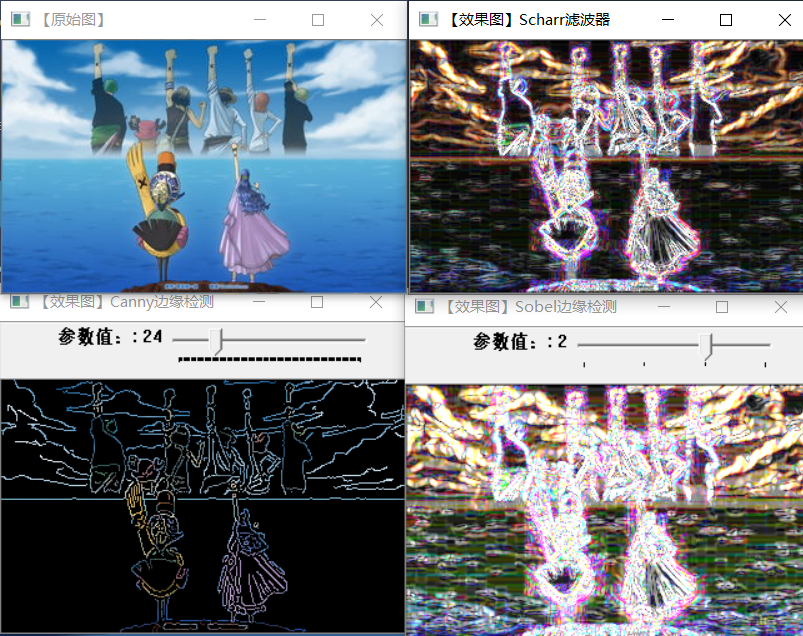 【原始图】
【效果图】Scharr滤波器
【效果图】Canny边缘检测
参数值：: 24
【效果图】Sobel边缘检测
参数值：: 2